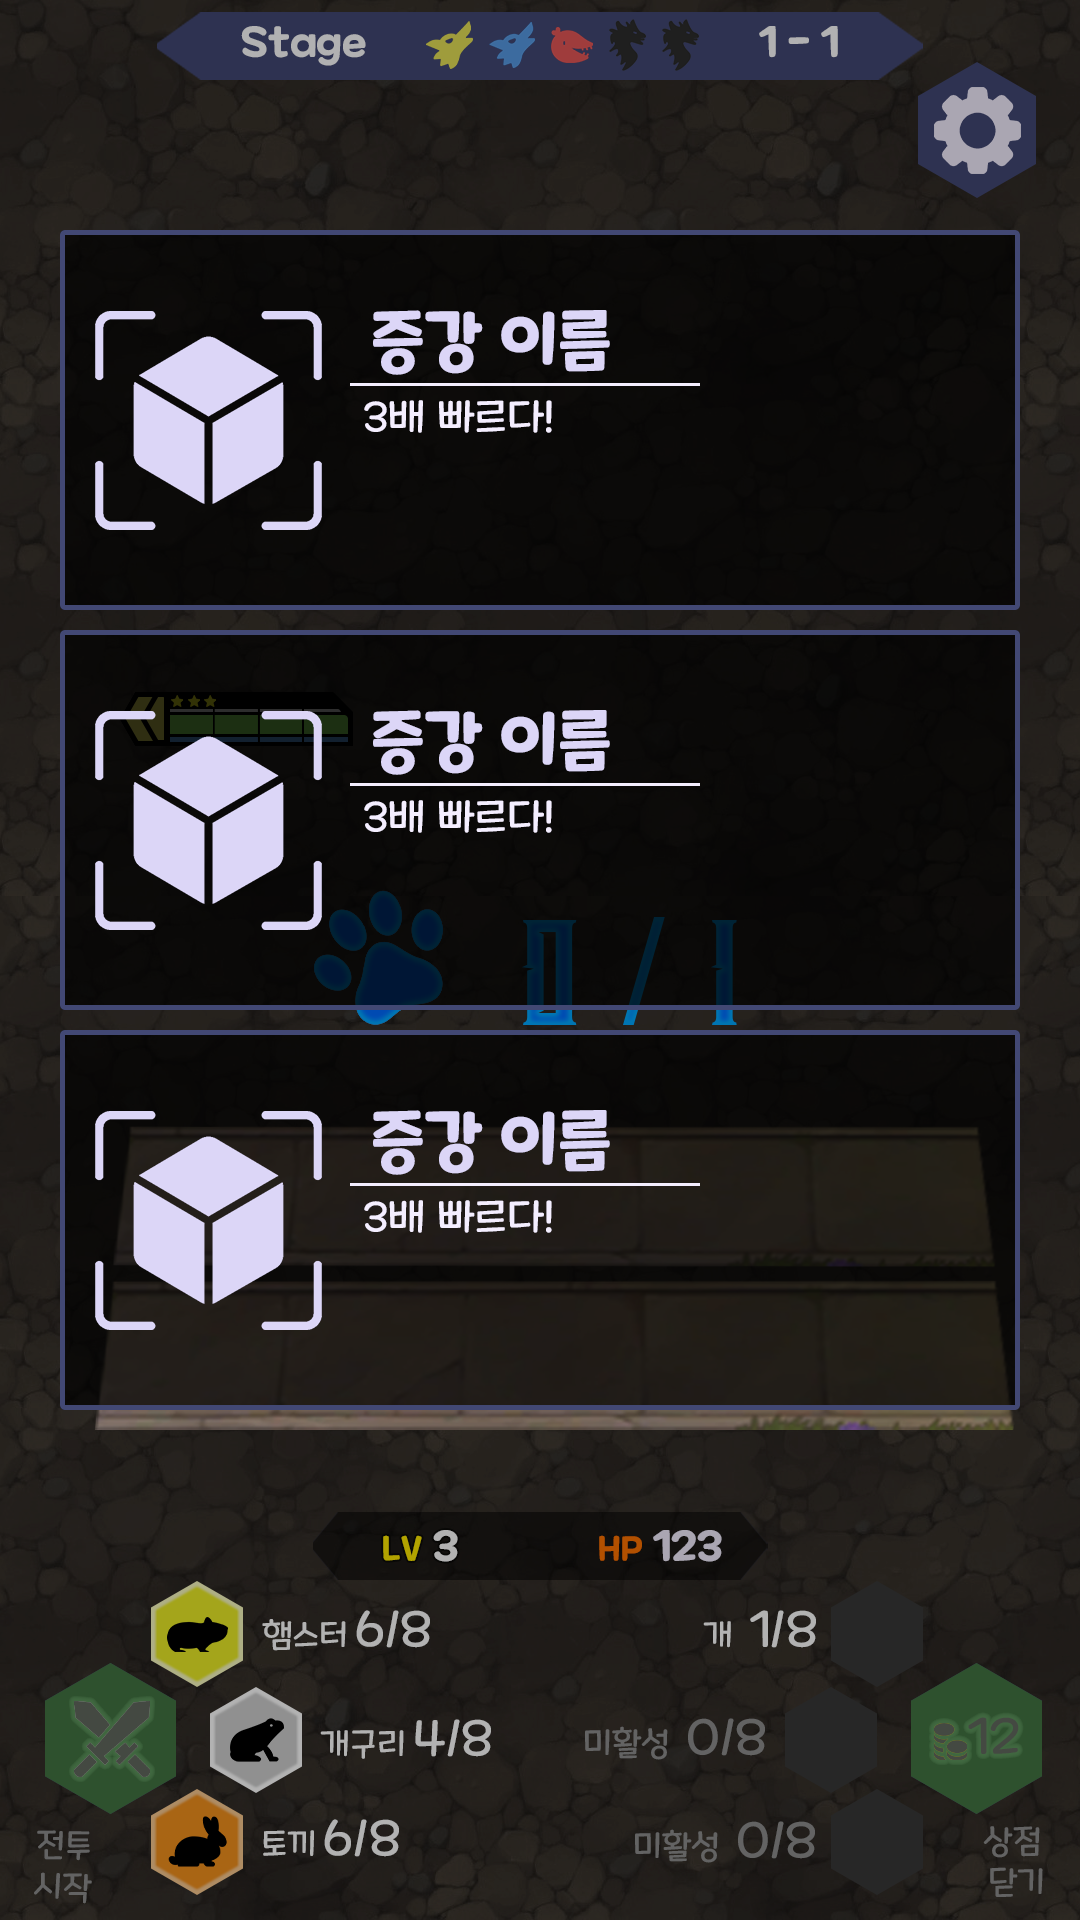 Stage 1-1
증강 이름
3배 빠르다!
증강 이름
3배 빠르다!
0 / 1
증강 이름
3배 빠르다!
LV 3 HP 123
햄스터 6/8 개 1/8
개구리 4/8 미활성 0/8 12
토끼 6/8 미활성 0/8
전투 시작
상점 닫기